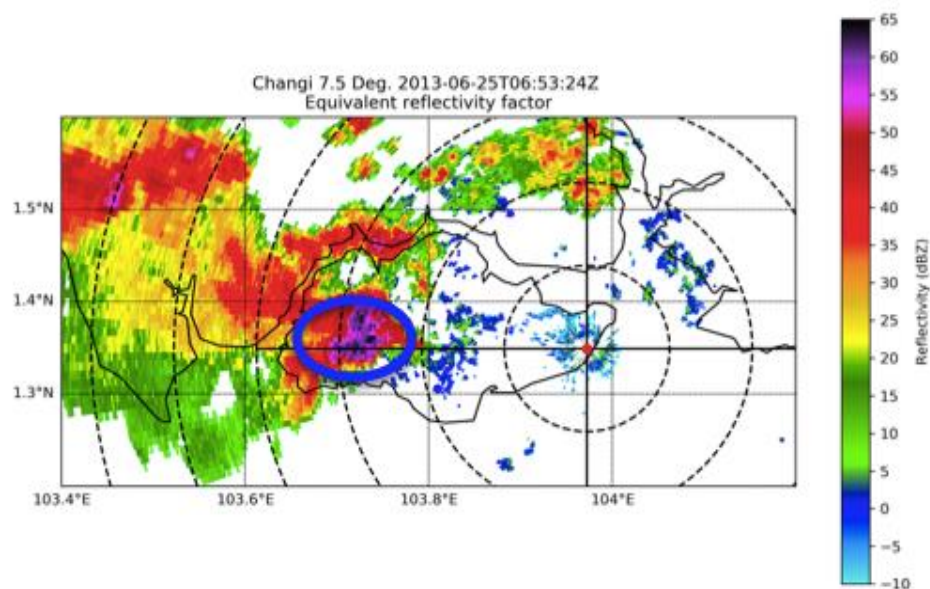 Changi 7.5 Deg. 2013-06-25T06:53:24Z
Equivalent reflectivity factor
1.5°N
1.4°N
1.3°N
103.4°E
103.6°E
103.8°E
104°E
65
60
55
50
45
40
35
30
25
20
15
10
5
0
−5
−10
Reflectivity (dBZ)